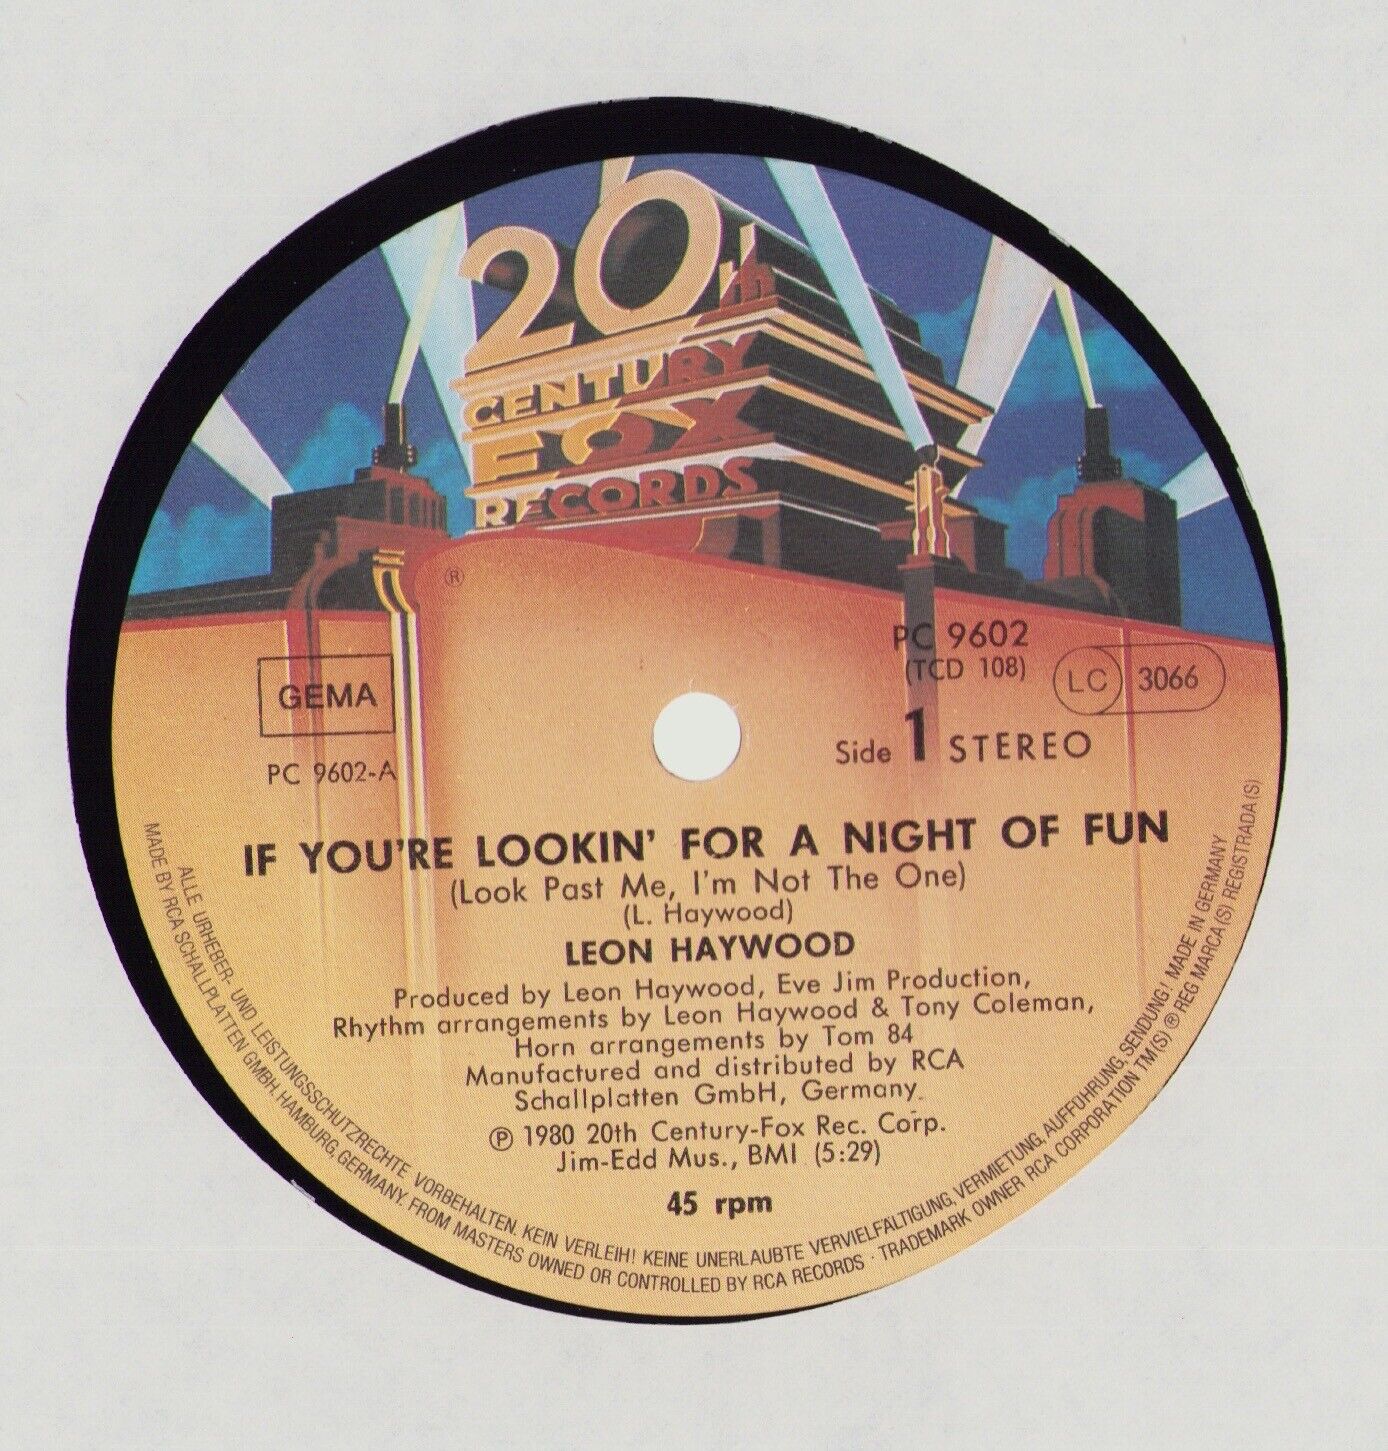 20th
CENTURY
FOX
RECORDS
®
GEMA
PC 9602-A
PC 9602
(TCD 108)
LC 3066
Side 1 STEREO
IF YOU'RE LOOKIN' FOR A NIGHT OF FUN
(Look Past Me, I'm Not The One)
(L. Haywood)
LEON HAYWOOD
Produced by Leon Haywood, Eve Jim Production,
Rhythm arrangements by Leon Haywood & Tony Coleman,
Horn arrangements by Tom 84
Manufactured and distributed by RCA
Schallplatten GmbH, Germany.
℗ 1980 20th Century-Fox Rec. Corp.
Jim-Edd Mus., BMI (5:29)
45 rpm
ALLE URHEBER- UND LEISTUNGSSCHUTZRECHTE VORBEHALTEN. KEIN VERLEIH! KEINE UNERLAUBTE VERVIELFÄLTIGUNG, VERMIETUNG, AUFFÜHRUNG, SENDUNG! MADE IN GERMANY
MADE BY RCA SCHALLPLATTEN GMBH. HAMBURG, GERMANY. FROM MASTERS OWNED OR CONTROLLED BY RCA RECORDS · TRADEMARK OWNER RCA CORPORATION TM(S) ® REG MARCA(S) REGISTRADA(S)